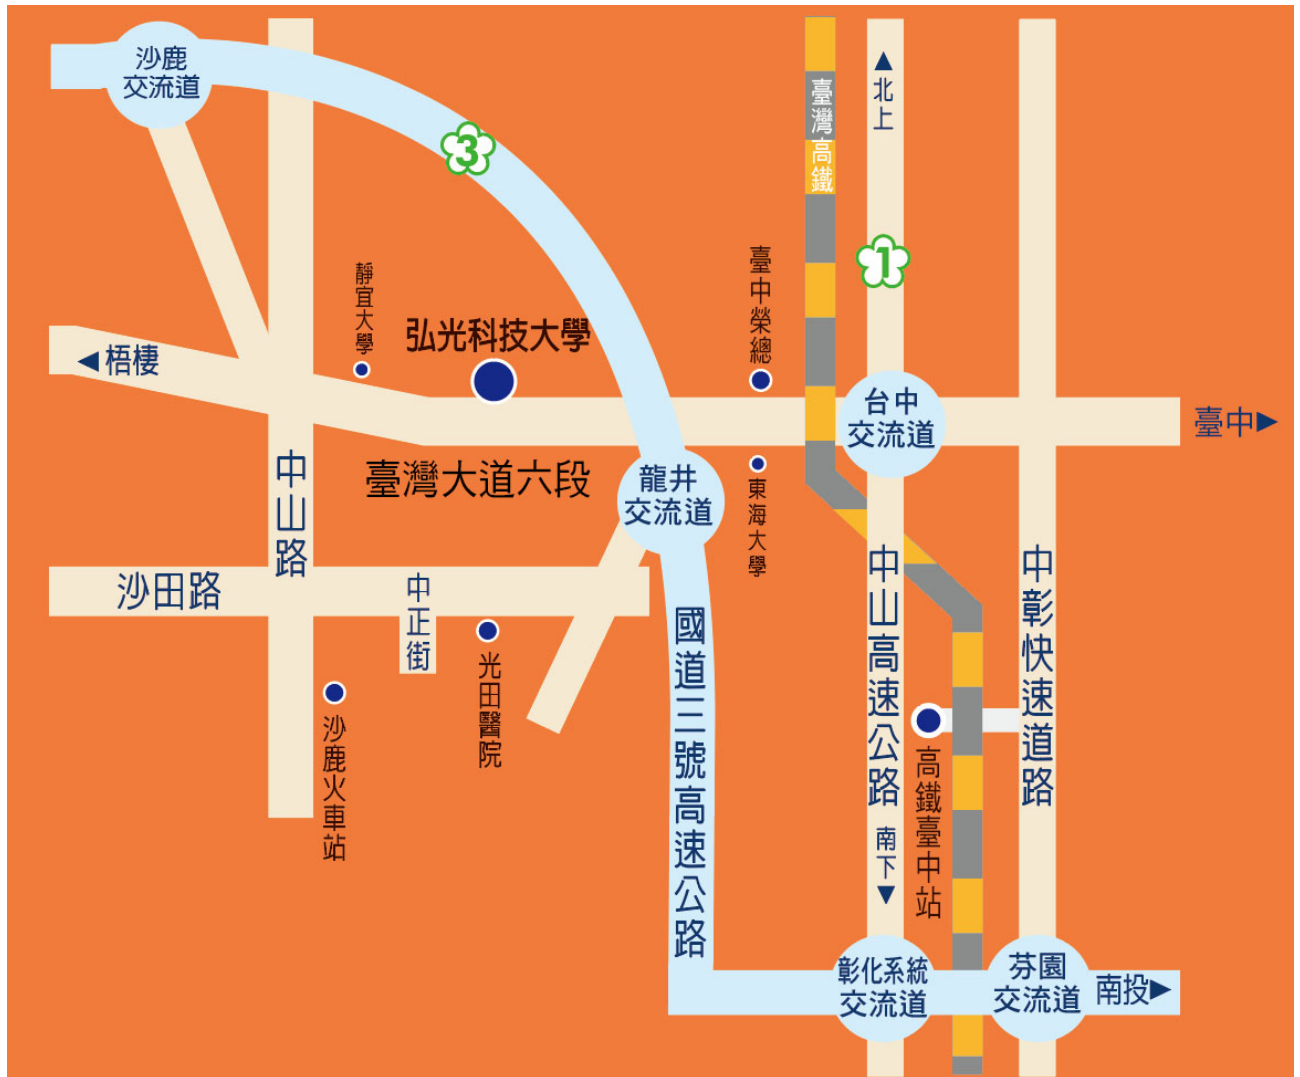 沙鹿
交流道
3
臺灣高鐵
北上
1
靜宜大學
弘光科技大學
臺中榮總
梧棲
台中
交流道
臺中
中山路
臺灣大道六段
龍井
交流道
東海大學
沙田路
中正街
光田醫院
沙鹿火車站
國道三號高速公路
中山高速公路
南下
中彰快速道路
高鐵臺中站
彰化系統
交流道
芬園
交流道
南投